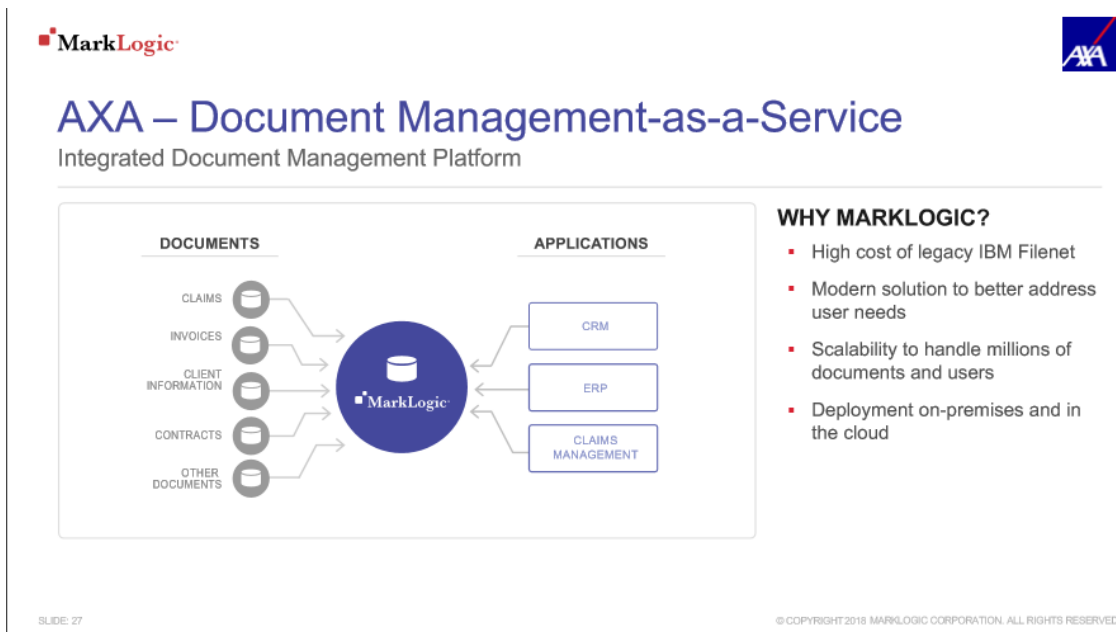 MarkLogic
AXA
AXA – Document Management-as-a-Service
Integrated Document Management Platform
DOCUMENTS
CLAIMS
INVOICES
CLIENT
INFORMATION
CONTRACTS
OTHER
DOCUMENTS
MarkLogic
APPLICATIONS
CRM
ERP
CLAIMS
MANAGEMENT
WHY MARKLOGIC?
High cost of legacy IBM Filenet
Modern solution to better address
user needs
Scalability to handle millions of
documents and users
Deployment on-premises and in
the cloud
SLIDE: 27
© COPYRIGHT 2018 MARKLOGIC CORPORATION. ALL RIGHTS RESERVED